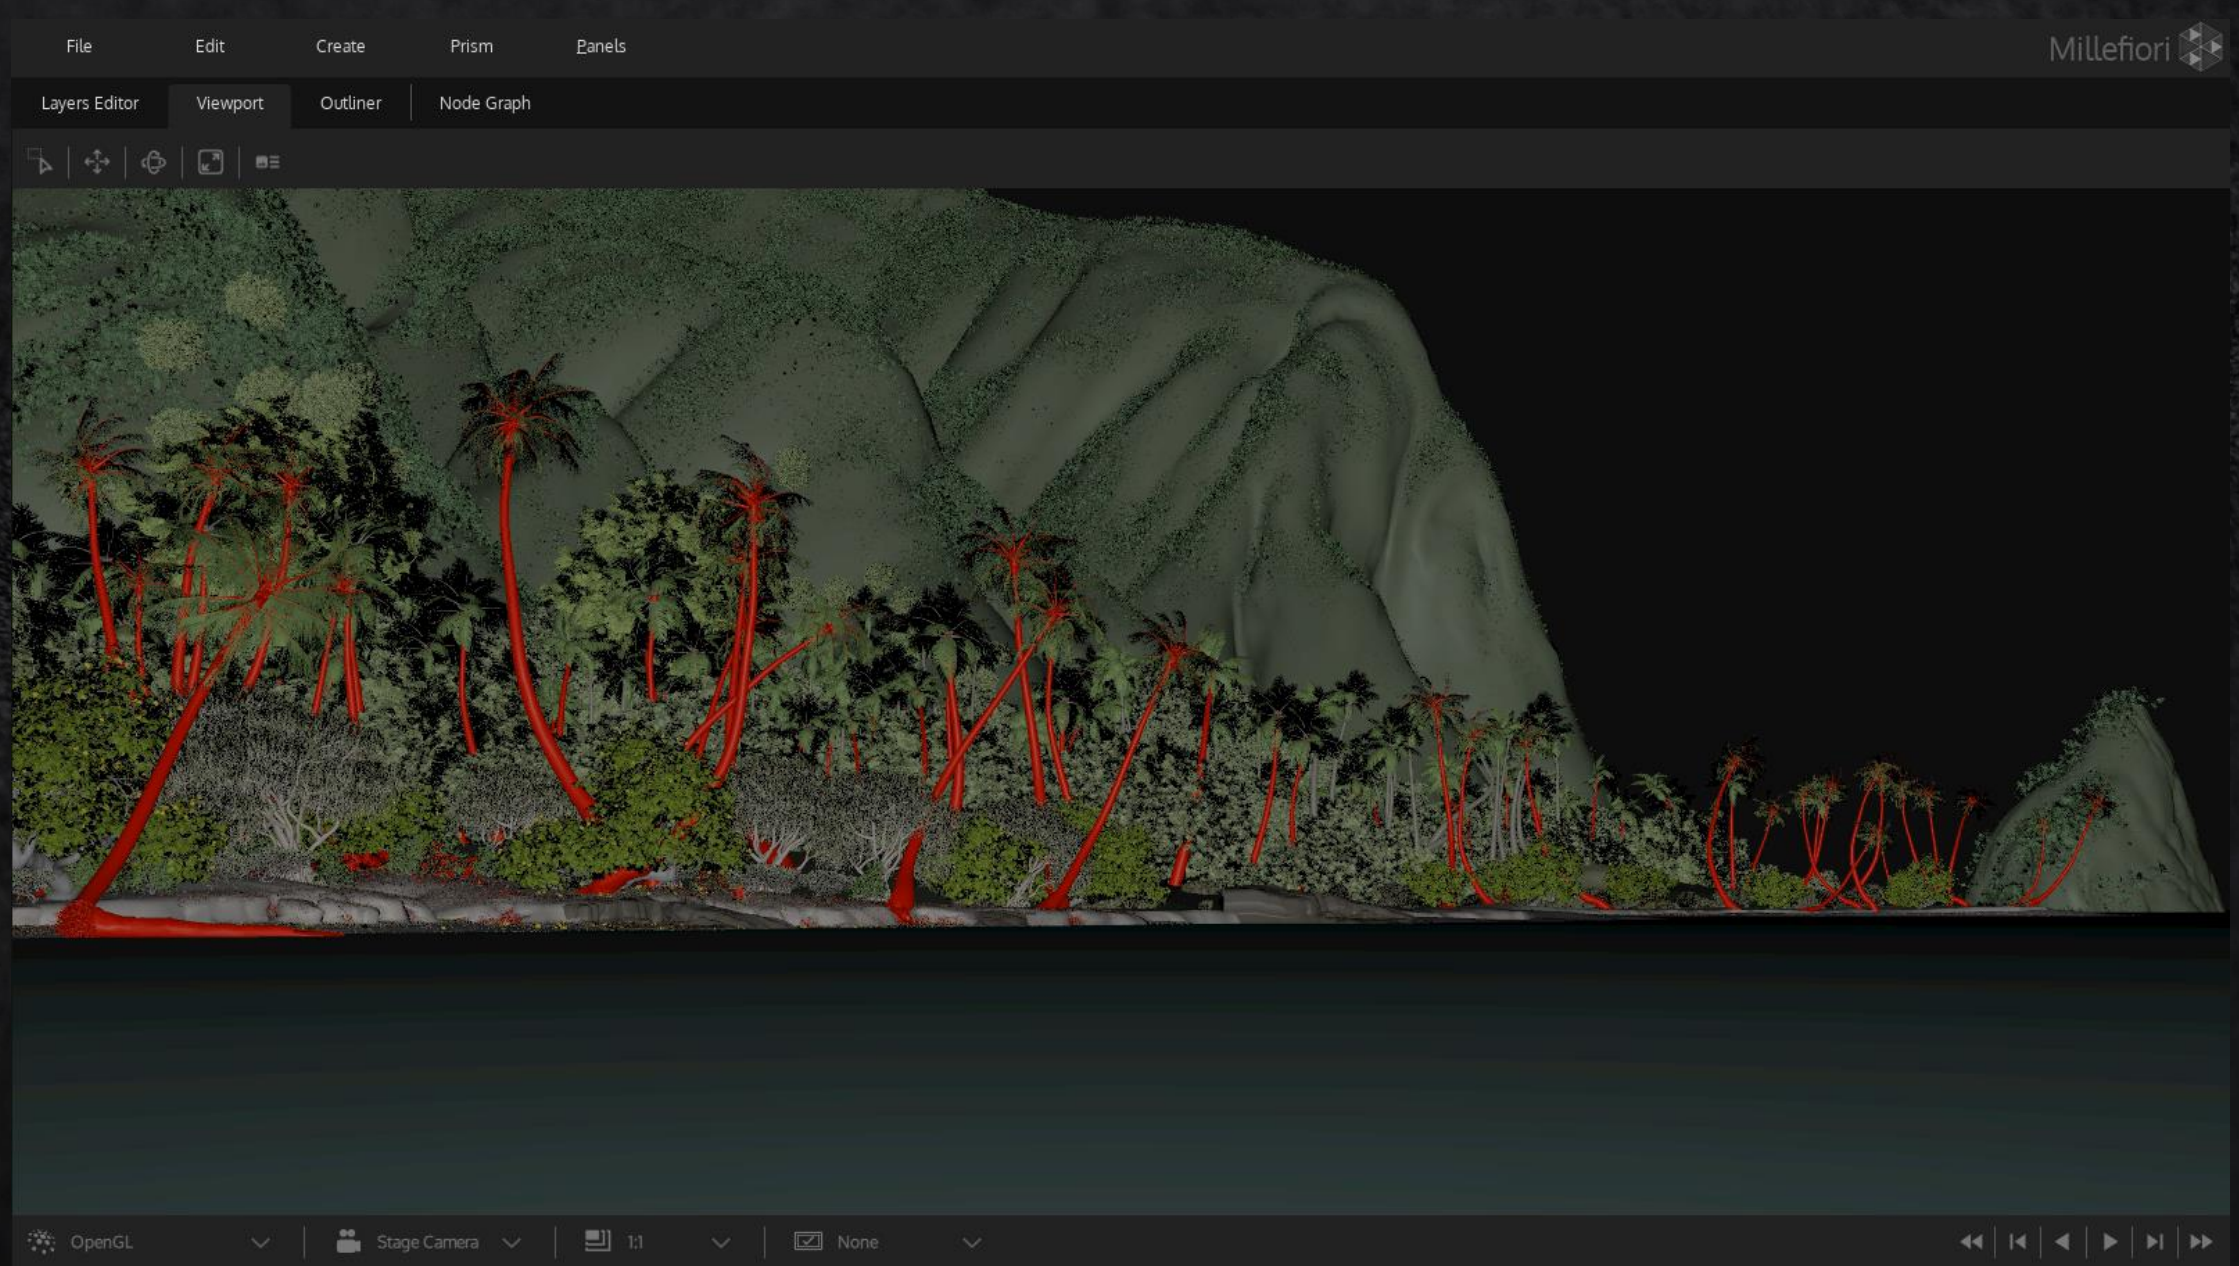 File Edit Create Prism Panels
Millefiori
Layers Editor Viewport Outliner Node Graph
OpenGL Stage Camera 1:1 None